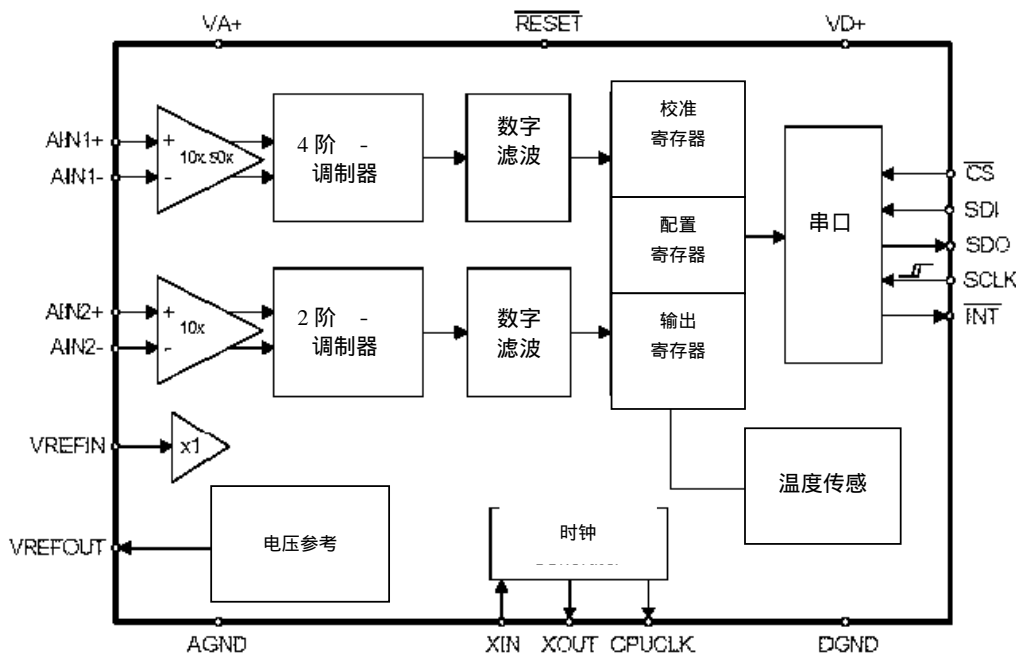 VA+
RESET
VD+
AIN1+
AIN1-
+
-
10x,50x
4 阶 -
调制器
数字
滤波
校准
寄存器
配置
寄存器
输出
寄存器
串口
CS
SDI
SDO
SCLK
INT
AIN2+
AIN2-
+
-
10x
2 阶 -
调制器
数字
滤波
VREFIN
x1
温度传感
VREFOUT
电压参考
时钟
AGND
XIN
XOUT
CPUCLK
DGND